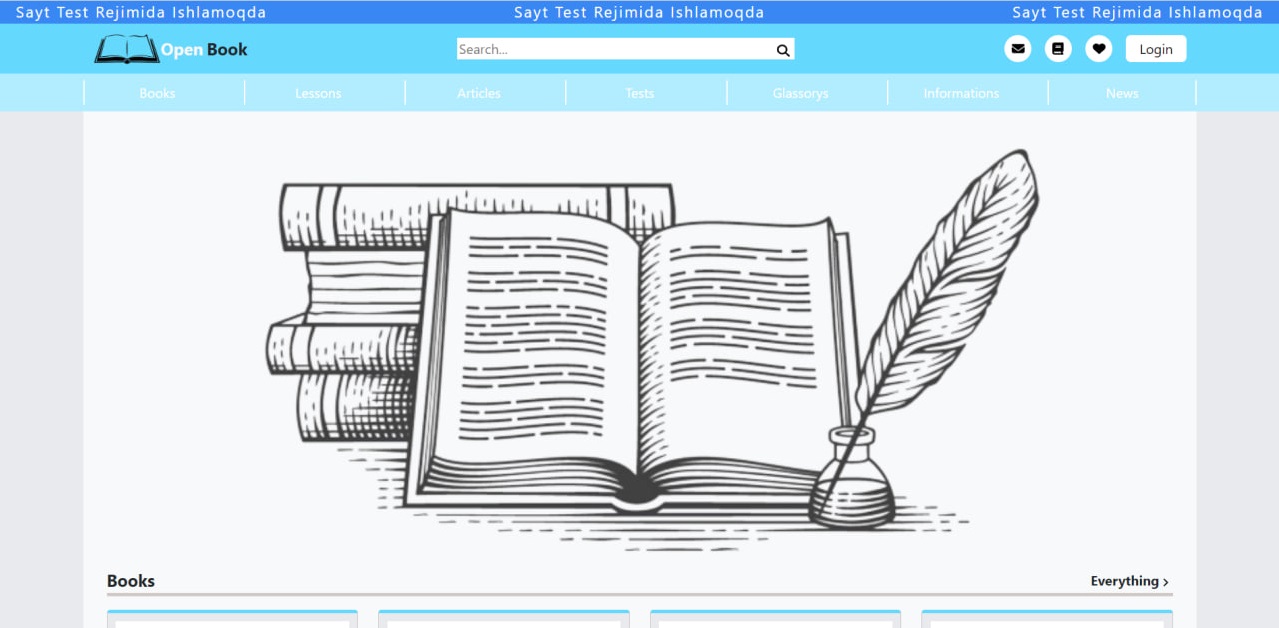 Sayt Test Rejimida Ishlamoqda Sayt Test Rejimida Ishlamoqda Sayt Test Rejimida Ishlamoqda
Open Book Search... Login
Books Lessons Articles Tests Glassorys Informations News
Books Everything >